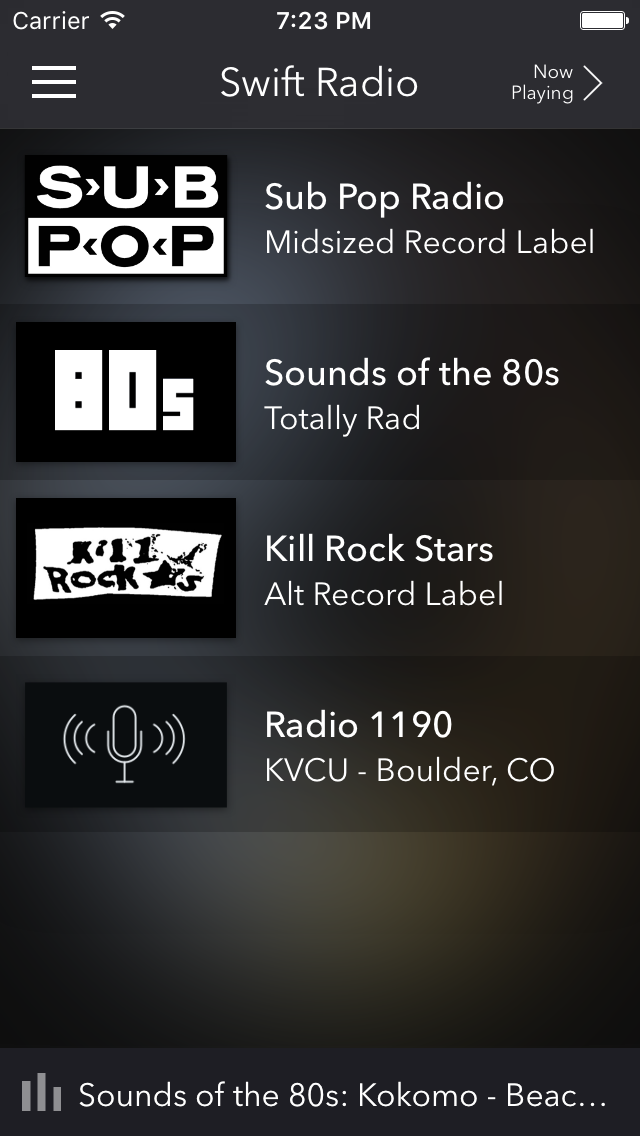 Carrier
7:23 PM
Swift Radio
Now
Playing
S›U›B
P‹O‹P
Sub Pop Radio
Midsized Record Label
80s
Sounds of the 80s
Totally Rad
Kill
ROCK ★s
Kill Rock Stars
Alt Record Label
Radio 1190
KVCU - Boulder, CO
Sounds of the 80s: Kokomo - Beac...